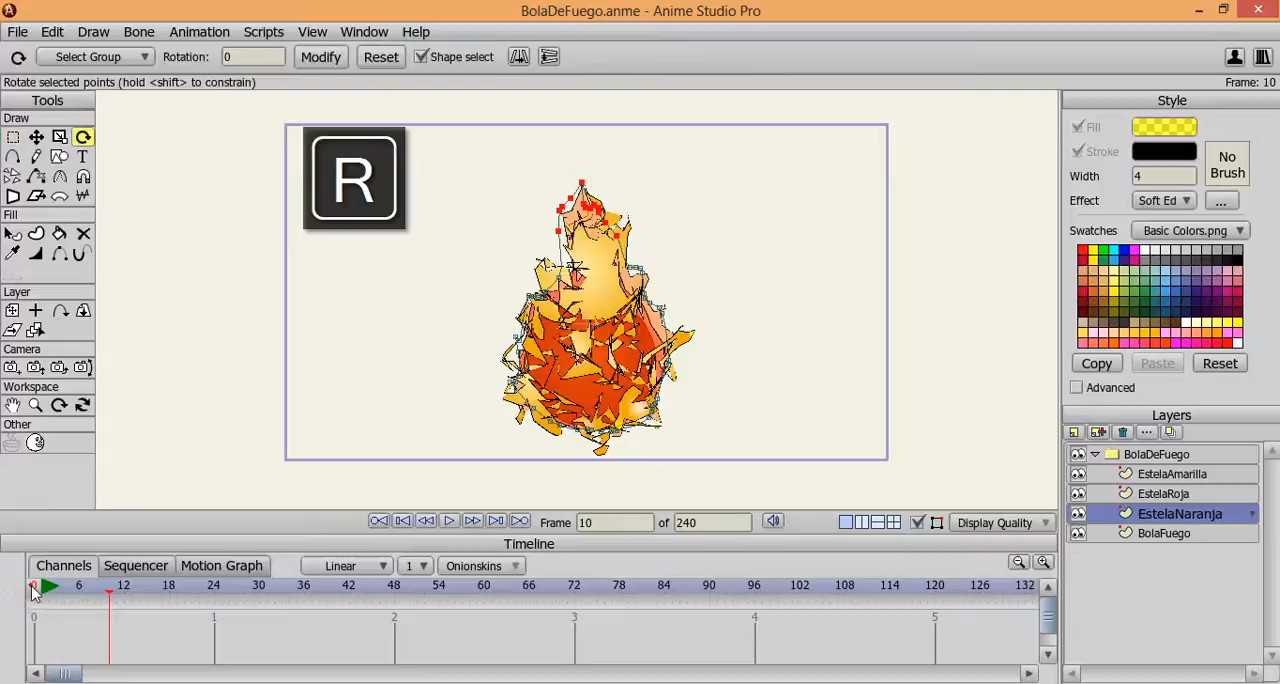 BolaDeFuego.anme - Anime Studio Pro
File Edit Draw Bone Animation Scripts View Window Help
Select Group Rotation: 0 Modify Reset Shape select
Rotate selected points (hold <shift> to constrain) Frame: 10
Tools
Draw
T
Fill
Layer
Camera
Workspace
Other
R
Style
Fill
Stroke
No Brush
Width 4
Effect Soft Ed ...
Swatches Basic Colors.png
Copy Paste Reset
Advanced
Layers
...
BolaDeFuego
EstelaAmarilla
EstelaRoja
EstelaNaranja
BolaFuego
Frame 10 of 240 Display Quality
Timeline
Channels Sequencer Motion Graph Linear 1 Onionskins
0 6 12 18 24 30 36 42 48 54 60 66 72 78 84 90 96 102 108 114 120 126 132
0 1 2 3 4 5